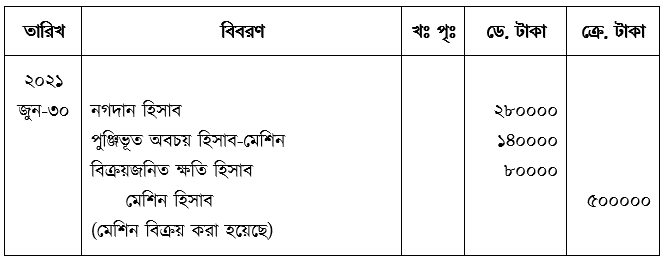 তারিখ বিবরণ খঃ পৃঃ ডে. টাকা ক্রে. টাকা
২০২১
জুন-৩০ নগদান হিসাব ২৮০০০০
পুঞ্জিভূত অবচয় হিসাব-মেশিন ১৪০০০০
বিক্রয়জনিত ক্ষতি হিসাব ৮০০০০
মেশিন হিসাব ৫০০০০০
(মেশিন বিক্রয় করা হয়েছে)